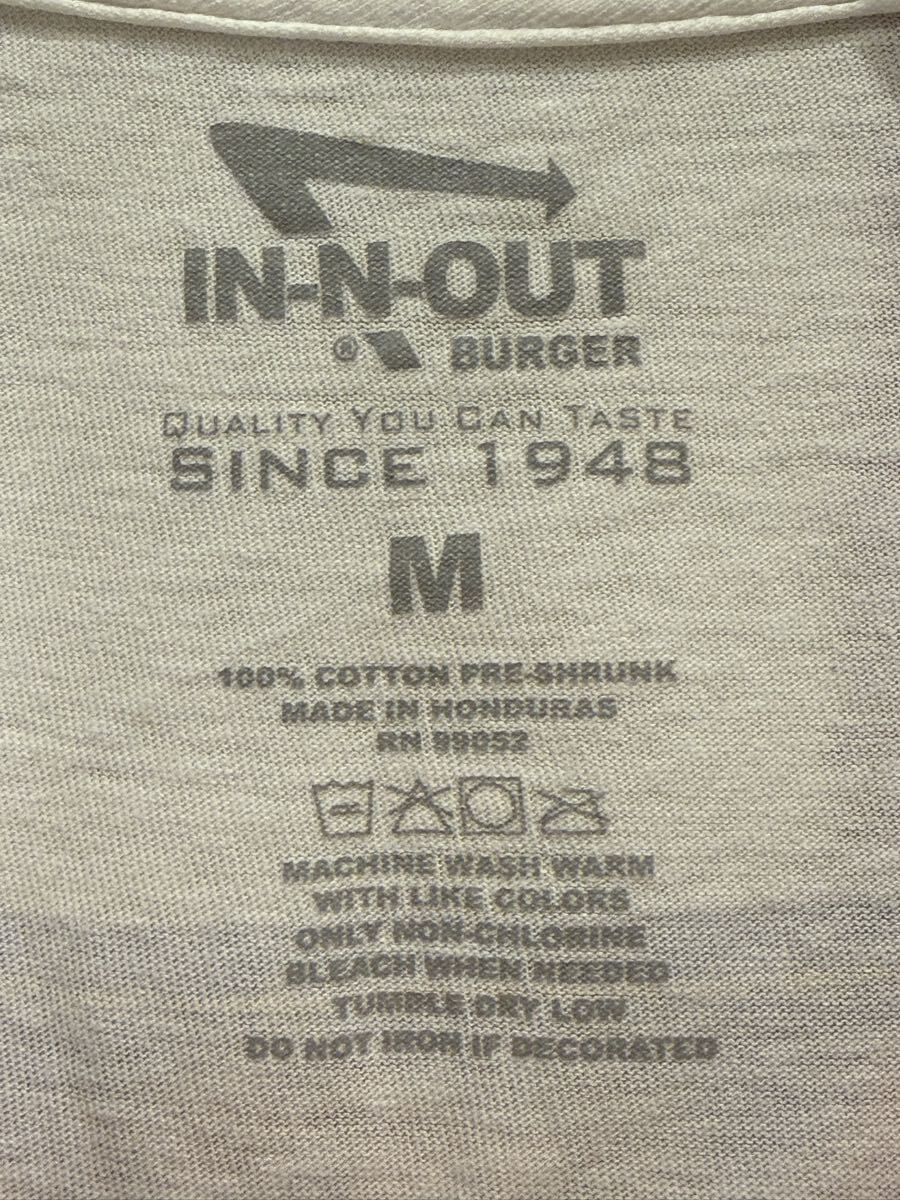 IN-N-OUT
® BURGER
QUALITY YOU CAN TASTE
SINCE 1948
M
100% COTTON PRE-SHRUNK
MADE IN HONDURAS
RN 99052
MACHINE WASH WARM
WITH LIKE COLORS
ONLY NON-CHLORINE
BLEACH WHEN NEEDED
TUMBLE DRY LOW
DO NOT IRON IF DECORATED